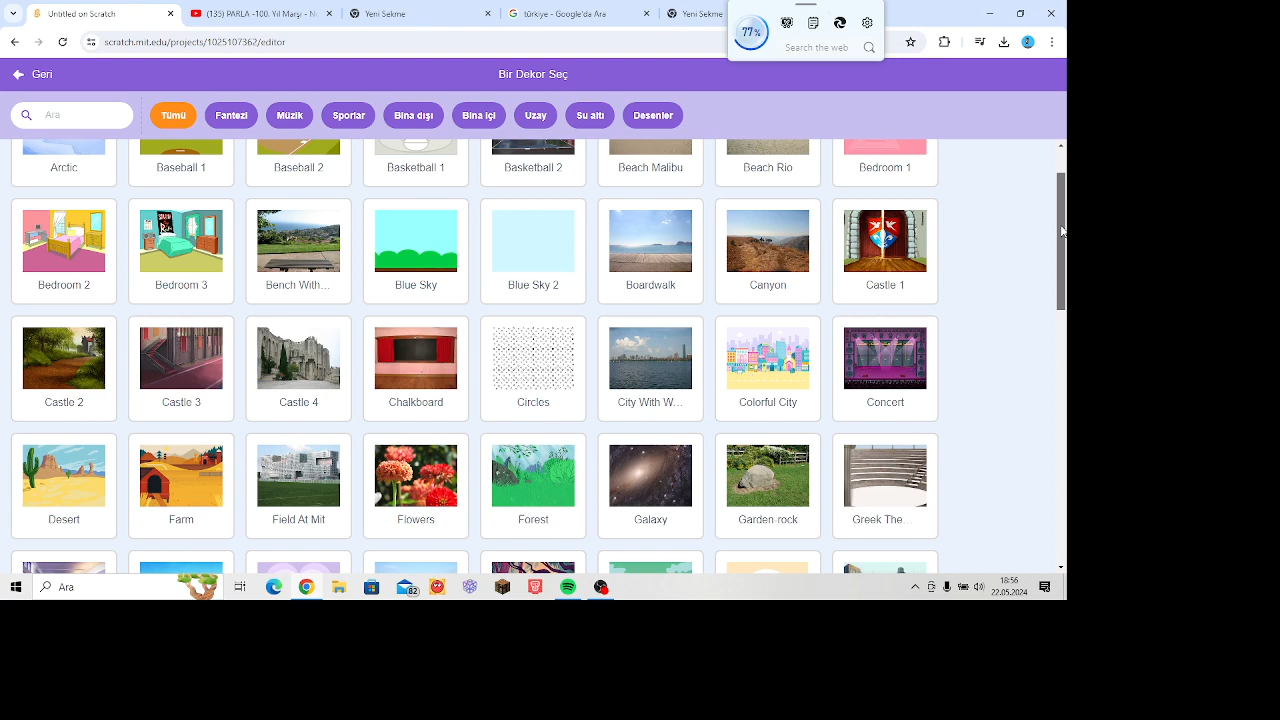 Untitled on Scratch
(135) PARLA -100. Yıl Marşı - N
Yeni Sekme
türkiye - Google'da Ara
Yeni Sekme
77%
Search the web
scratch.mit.edu/projects/1025107362/editor
Geri
Bir Dekor Seç
Ara
Tümü
Fantezi
Müzik
Sporlar
Bina dışı
Bina içi
Uzay
Su altı
Desenler
Arctic
Baseball 1
Baseball 2
Basketball 1
Basketball 2
Beach Malibu
Beach Rio
Bedroom 1
Bedroom 2
Bedroom 3
Bench With...
Blue Sky
Blue Sky 2
Boardwalk
Canyon
Castle 1
Castle 2
Castle 3
Castle 4
Chalkboard
Circles
City With W...
Colorful City
Concert
Desert
Farm
Field At Mit
Flowers
Forest
Galaxy
Garden-rock
Greek The...
Ara
82
18:56
22.05.2024